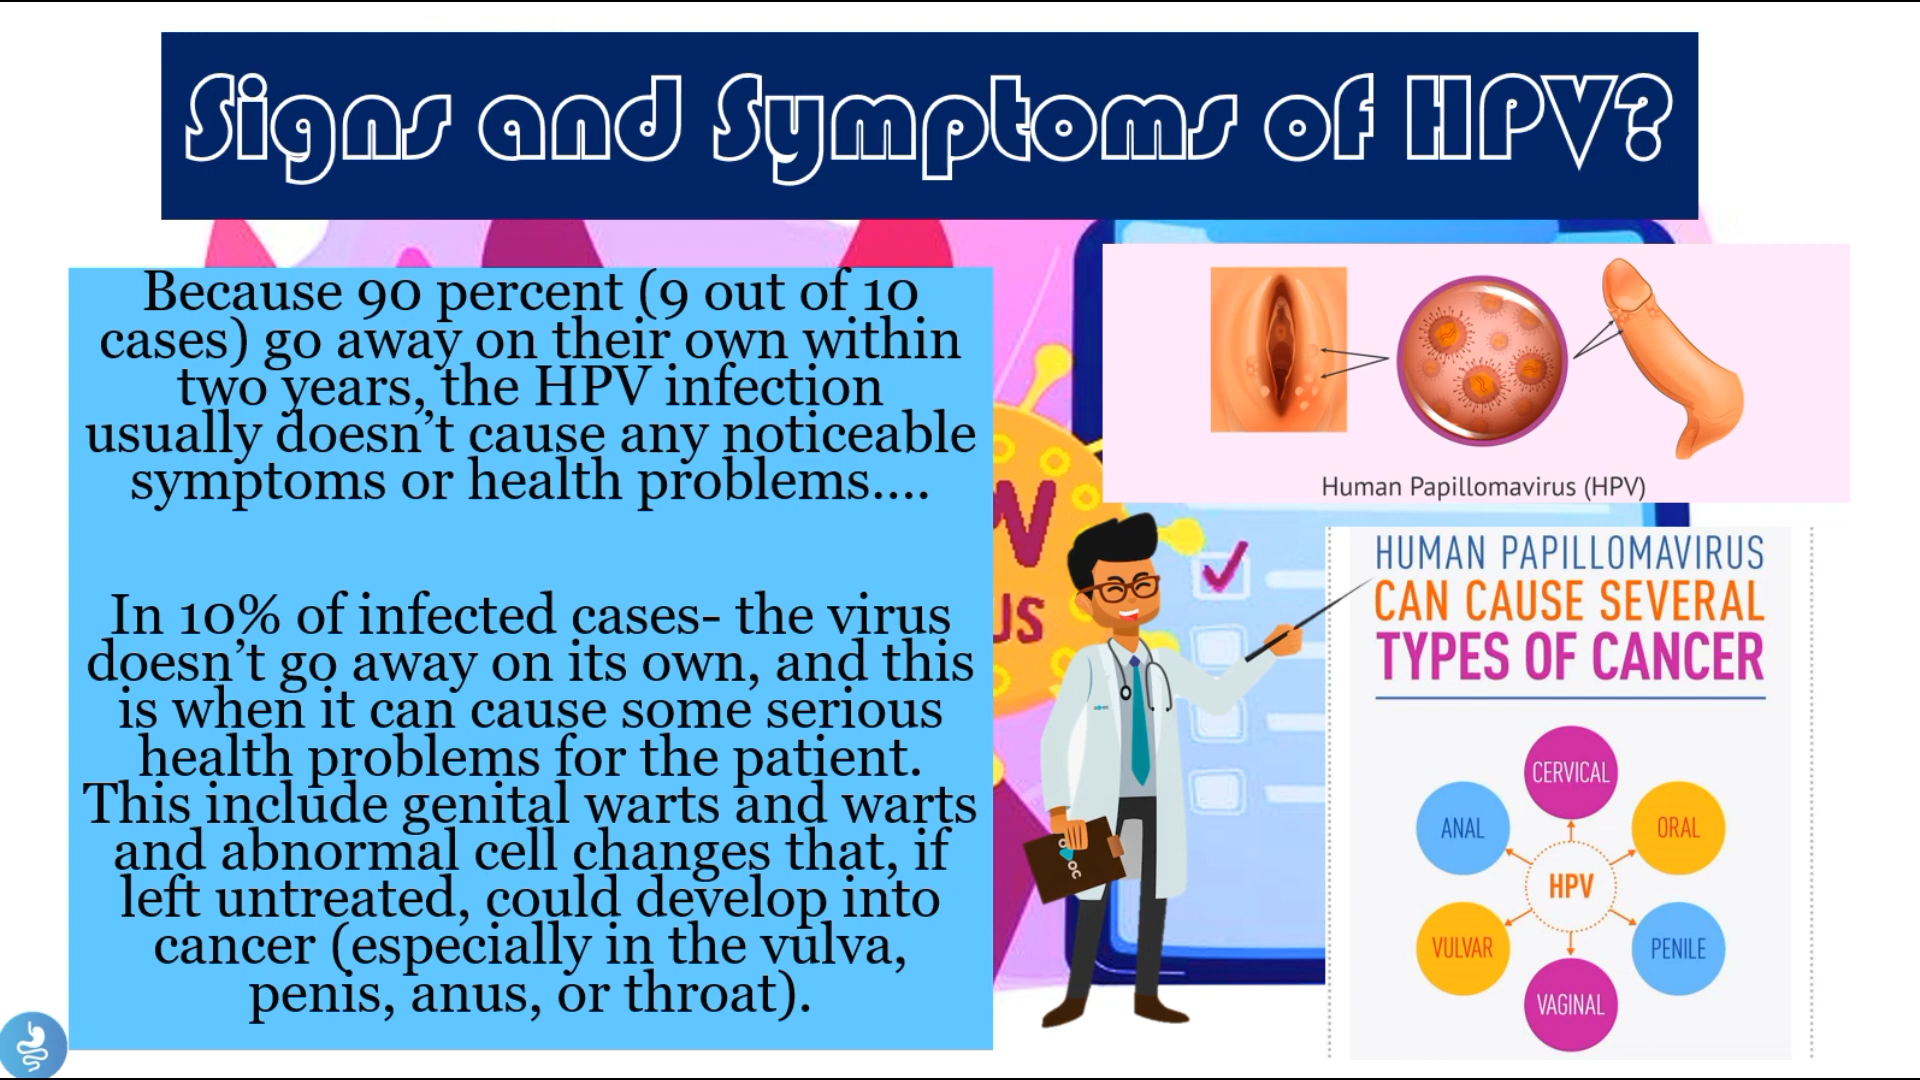 Signs and Symptoms of HPV?
Because 90 percent (9 out of 10
cases) go away on their own within
two years, the HPV infection
usually doesn't cause any noticeable
symptoms or health problems....
In 10% of infected cases- the virus
doesn't go away on its own, and this
is when it can cause some serious
health problems for the patient.
This include genital warts and warts
and abnormal cell changes that, if
left untreated, could develop into
cancer (especially in the vulva,
penis, anus, or throat).
Human Papillomavirus (HPV)
HUMAN PAPILLOMAVIRUS
CAN CAUSE SEVERAL
TYPES OF CANCER
CERVICAL
ANAL
ORAL
HPV
VULVAR
PENILE
VAGINAL